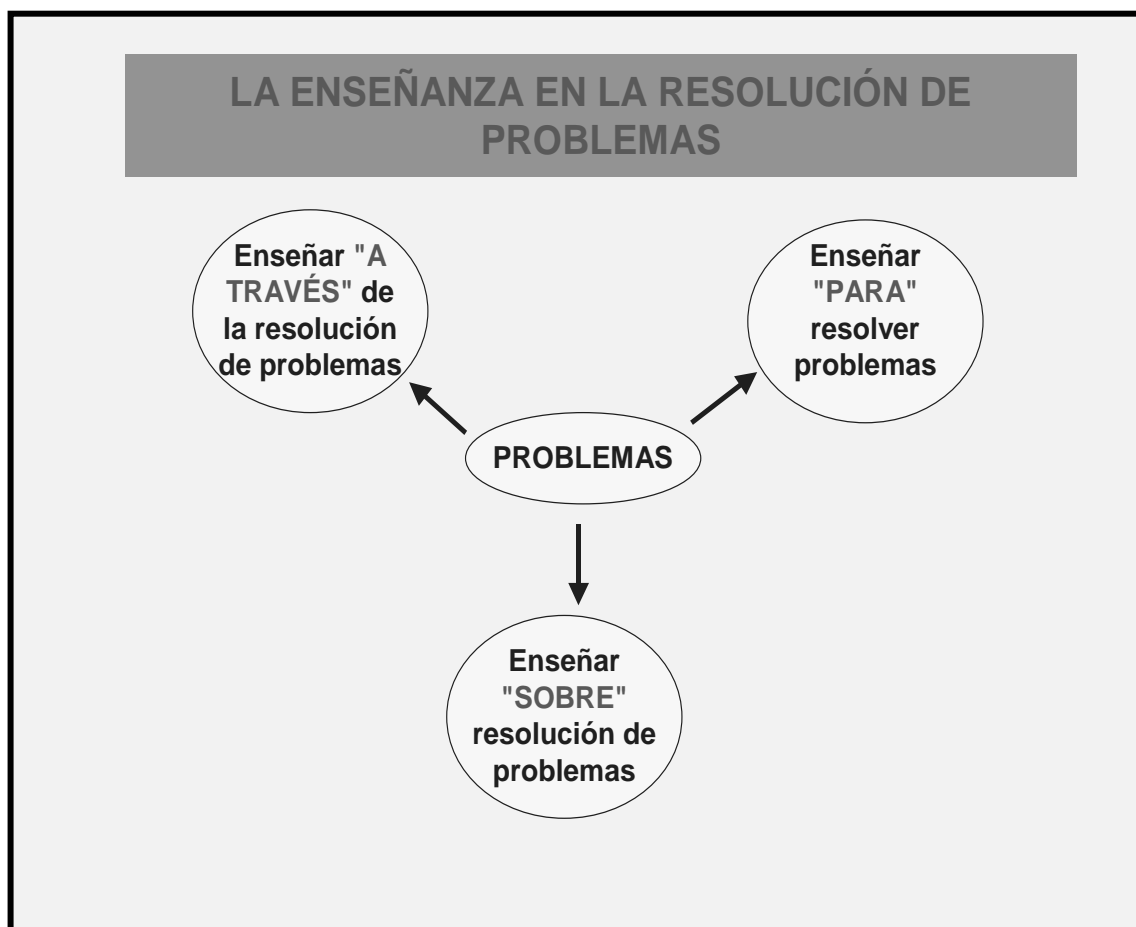 LA ENSEÑANZA EN LA RESOLUCIÓN DE
PROBLEMAS
Enseñar "A
TRAVÉS" de
la resolución
de problemas
Enseñar
"PARA"
resolver
problemas
PROBLEMAS
Enseñar
"SOBRE"
resolución de
problemas